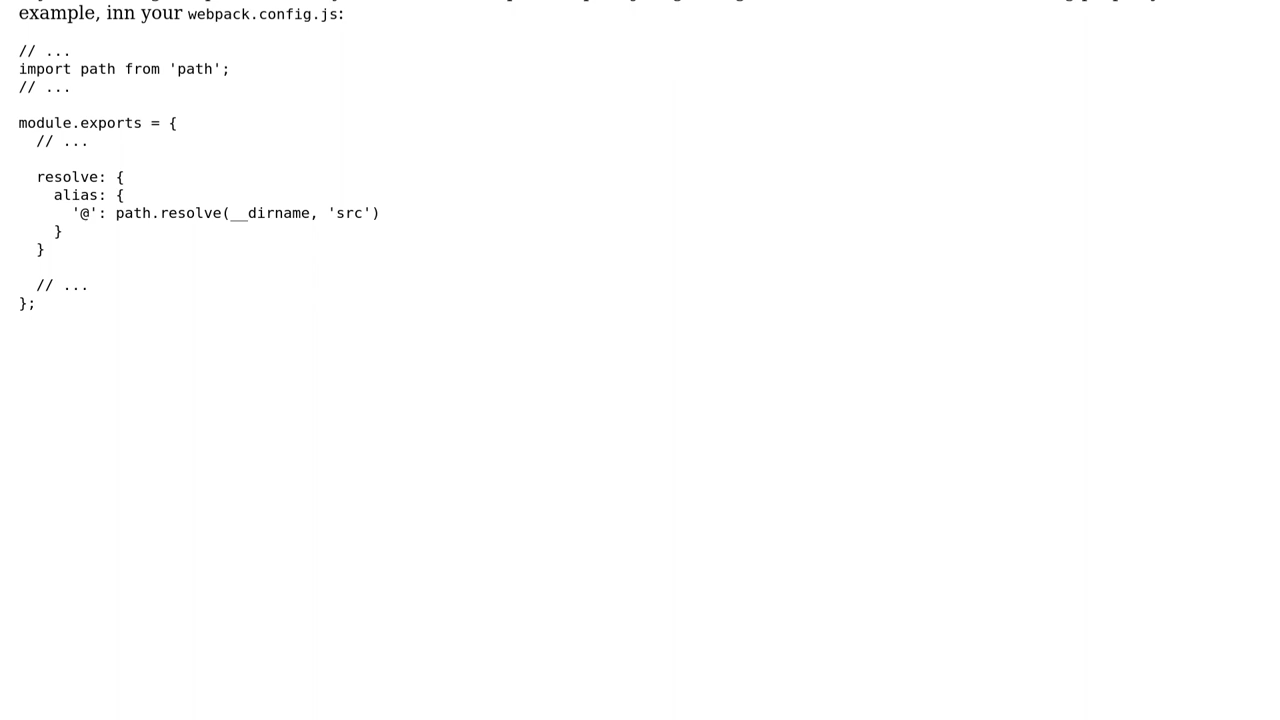 example, inn your webpack.config.js:
// ...
import path from 'path';
// ...
module.exports = {
  // ...
  resolve: {
    alias: {
      '@': path.resolve(__dirname, 'src')
    }
  }
  // ...
};